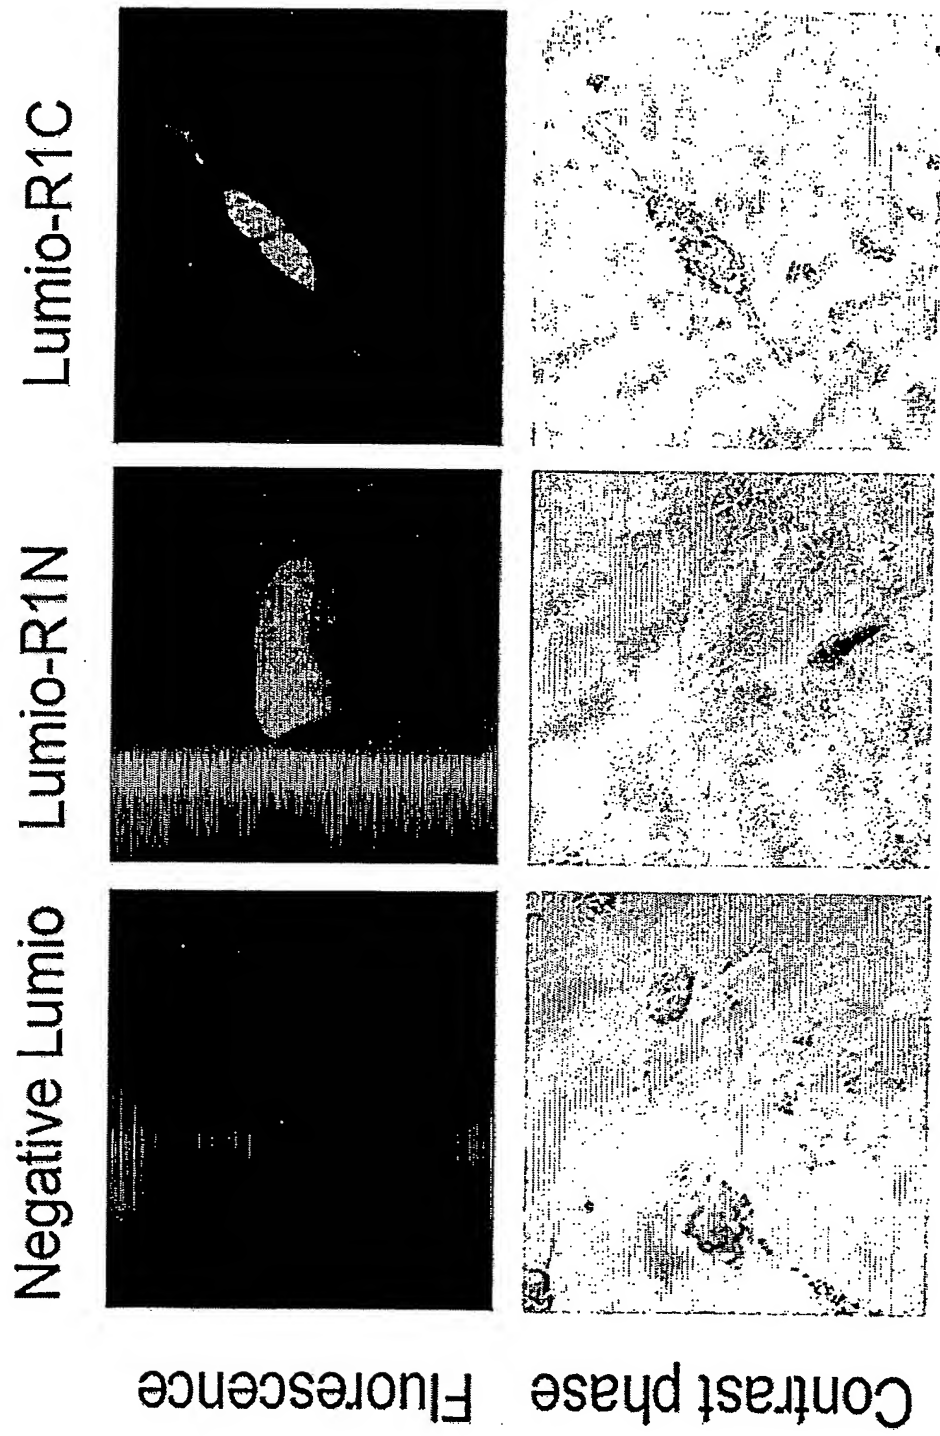 Negative Lumio
Lumio-R1N
Lumio-R1C
Fluorescence
Contrast phase